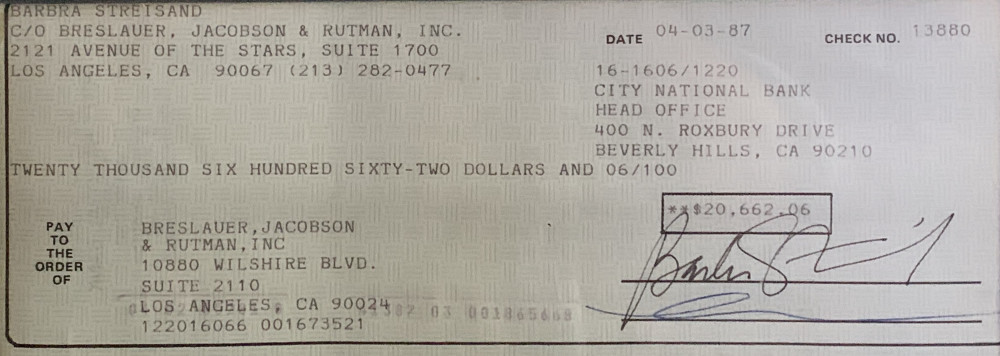 BARBRA STREISAND
C/O BRESLAUER, JACOBSON & RUTMAN, INC.
2121 AVENUE OF THE STARS, SUITE 1700
LOS ANGELES, CA 90067 (213) 282-0477
DATE 04-03-87 CHECK NO. 13880
16-1606/1220
CITY NATIONAL BANK
HEAD OFFICE
400 N. ROXBURY DRIVE
BEVERLY HILLS, CA 90210
TWENTY THOUSAND SIX HUNDRED SIXTY-TWO DOLLARS AND 06/100
**$20,662.06
PAY
TO
THE
ORDER
OF
BRESLAUER,JACOBSON
& RUTMAN,INC
10880 WILSHIRE BLVD.
SUITE 2110
LOS ANGELES, CA 90024
122016066 001673521
Barbra Streisand